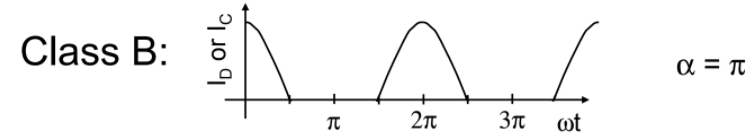 Class B:
I_D or I_C
π 2π 3π ωt
α = π